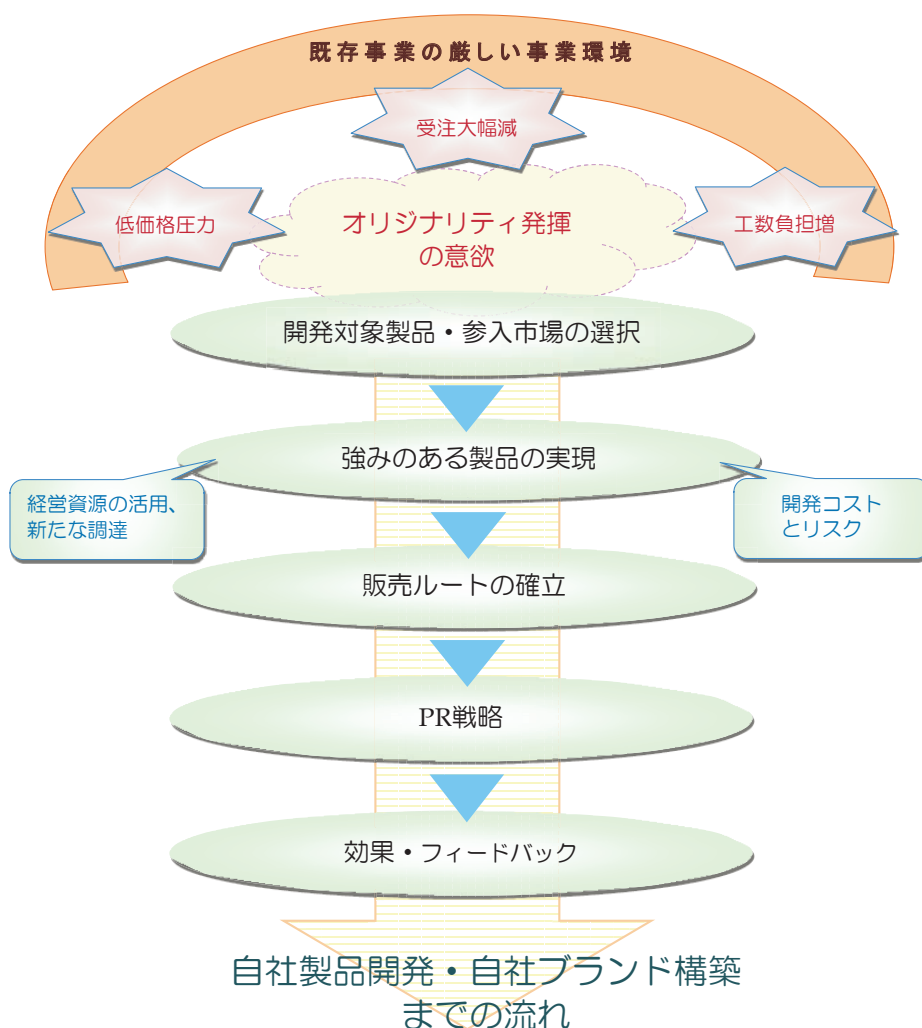 既存事業の厳しい事業環境
受注大幅減
低価格圧力
オリジナリティ発揮
の意欲
工数負担増
開発対象製品・参入市場の選択
強みのある製品の実現
経営資源の活用、
新たな調達
開発コスト
とリスク
販売ルートの確立
PR戦略
効果・フィードバック
自社製品開発・自社ブランド構築
までの流れ